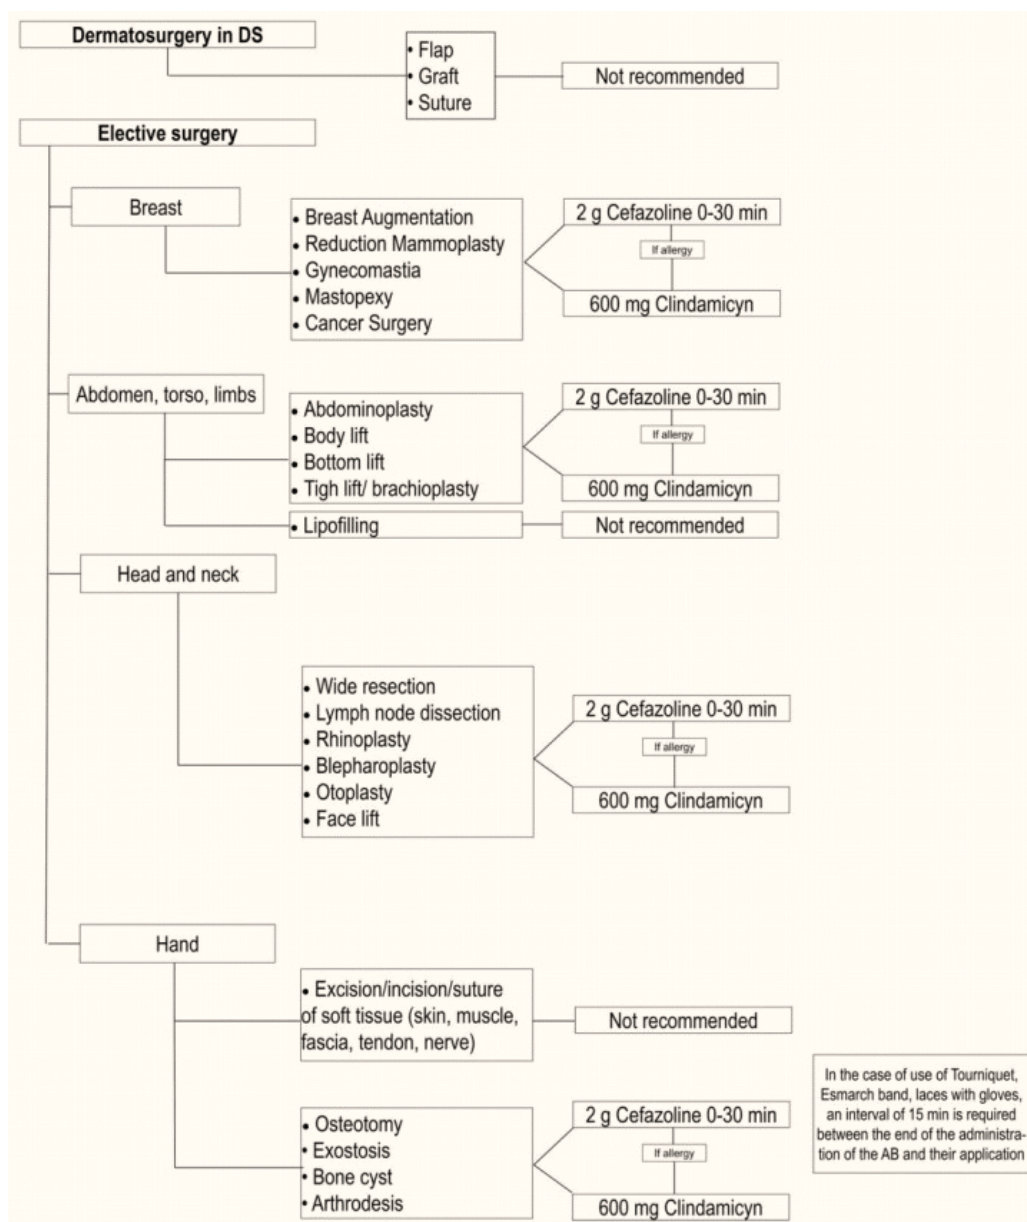 Dermatosurgery in DS
• Flap
• Graft
• Suture
Not recommended
Elective surgery
Breast
• Breast Augmentation
• Reduction Mammoplasty
• Gynecomastia
• Mastopexy
• Cancer Surgery
2 g Cefazoline 0-30 min
If allergy
600 mg Clindamicyn
Abdomen, torso, limbs
• Abdominoplasty
• Body lift
• Bottom lift
• Tigh lift/ brachioplasty
2 g Cefazoline 0-30 min
If allergy
600 mg Clindamicyn
• Lipofilling
Not recommended
Head and neck
• Wide resection
• Lymph node dissection
• Rhinoplasty
• Blepharoplasty
• Otoplasty
• Face lift
2 g Cefazoline 0-30 min
If allergy
600 mg Clindamicyn
Hand
• Excision/incision/suture
of soft tissue (skin, muscle,
fascia, tendon, nerve)
Not recommended
• Osteotomy
• Exostosis
• Bone cyst
• Arthrodesis
2 g Cefazoline 0-30 min
If allergy
600 mg Clindamicyn
In the case of use of Tourniquet,
Esmarch band, laces with gloves,
an interval of 15 min is required
between the end of the administra-
tion of the AB and their application